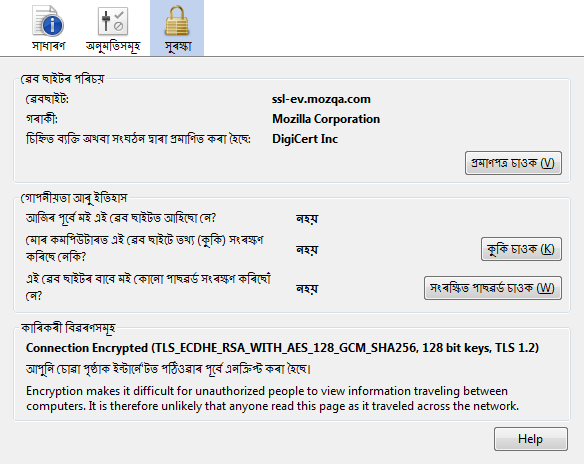 সাধাৰণ অনুমতিসমূহ সুৰক্ষা
ৱেব ছাইটৰ পৰিচয়
ৱেবছাইট: ssl-ev.mozqa.com
গৰাকী: Mozilla Corporation
চিহ্নিত ব্যক্তি অথবা সংঘঠন দ্বাৰা প্ৰমাণিত কৰা হৈছে: DigiCert Inc
প্ৰমাণপত্ৰ চাওক (V)
গোপনীয়তা আৰু ইতিহাস
আজিৰ পূৰ্বে মই এই ৱেব ছাইটত আহিছো নে? নহয়
মোৰ কমপিউটাৰত এই ৱেব ছাইটে তথ্য (কুকি) সংৰক্ষণ
কৰিছে নেকি? নহয় কুকি চাওক (K)
এই ৱেব ছাইটৰ বাবে মই কোনো পাছৱৰ্ড সংৰক্ষণ কৰিছোঁ
নে? নহয় সংৰক্ষিত পাছৱৰ্ড চাওক (W)
কাৰিকৰী বিৱৰণসমূহ
Connection Encrypted (TLS_ECDHE_RSA_WITH_AES_128_GCM_SHA256, 128 bit keys, TLS 1.2)
আপুনি চোৱা পৃষ্ঠাক ইন্টাৰ্নে'টত পঠিওৱাৰ পূৰ্বে এনক্ৰিপ্ট কৰা হৈছে।
Encryption makes it difficult for unauthorized people to view information traveling between
computers. It is therefore unlikely that anyone read this page as it traveled across the network.
Help